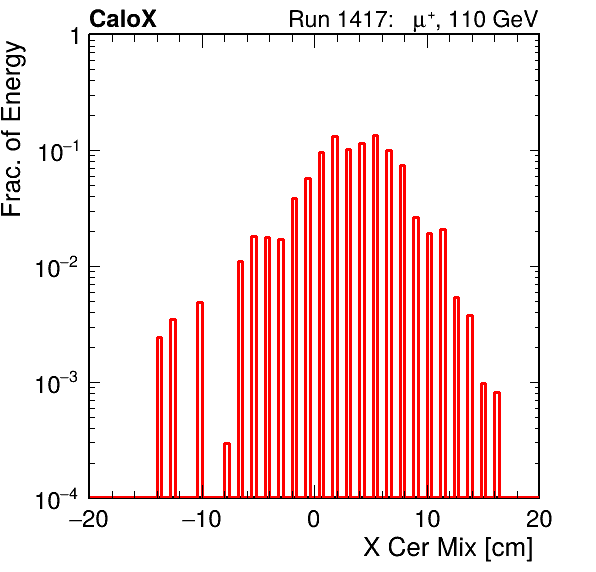 CaloX Run 1417: μ⁺, 110 GeV
Frac. of Energy
1
10⁻¹
10⁻²
10⁻³
10⁻⁴
−20 −10 0 10 20
X Cer Mix [cm]